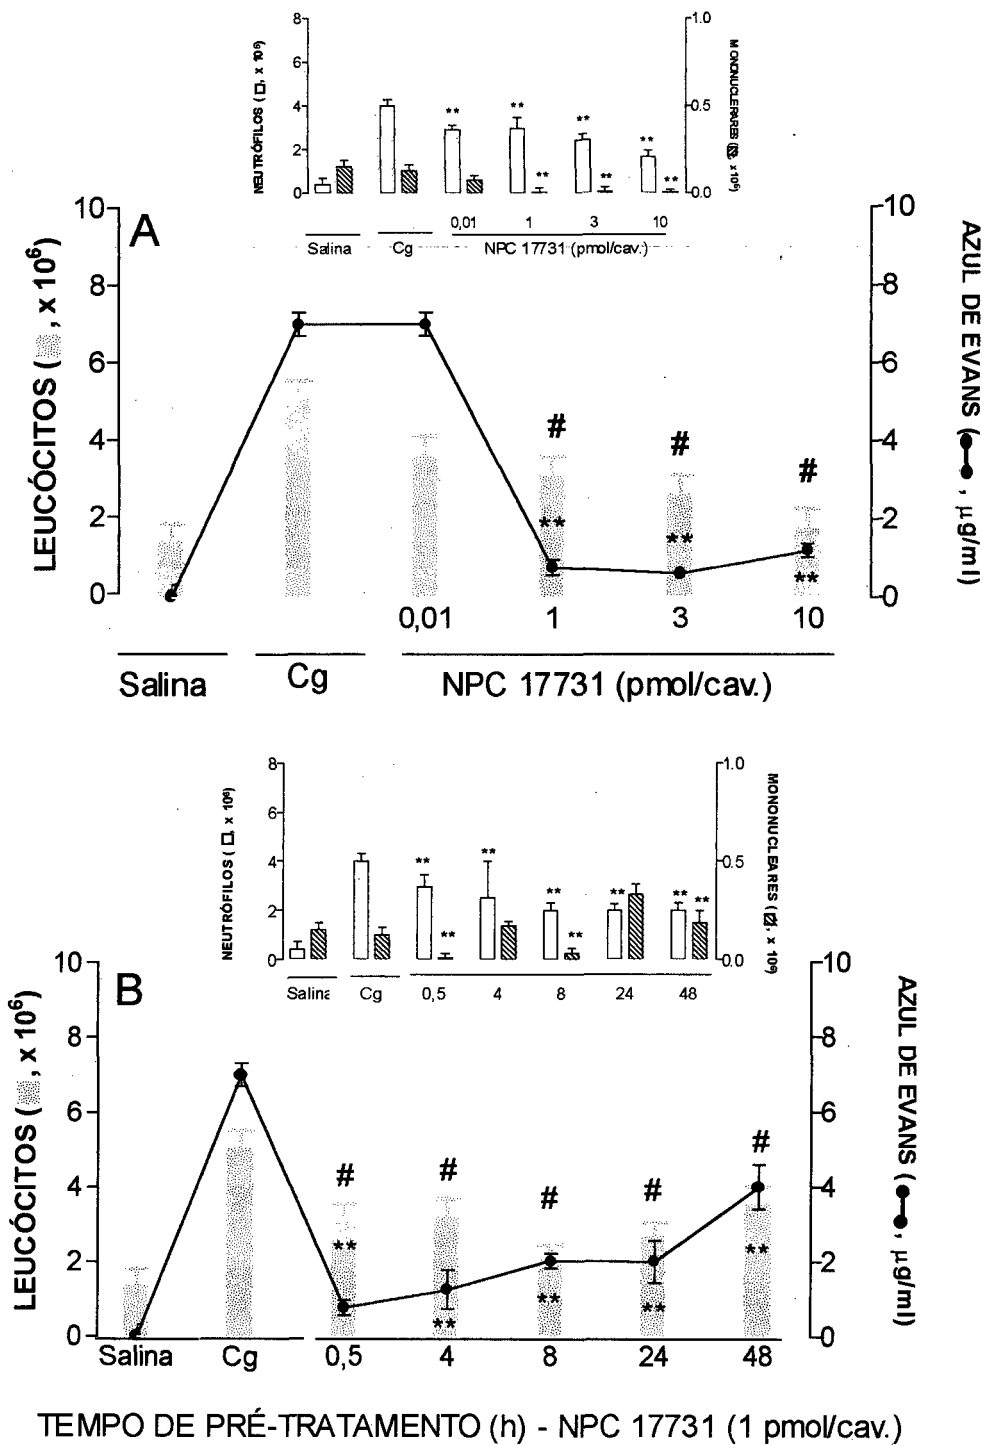 8
6
4
2
0
NEUTRÓFILOS (□, x 10⁶)
1.0
0.5
0.0
MONONUCLERARES (▨, x 10⁶)
** ** ** **
** ** **
0,01 1 3 10
Salina Cg NPC 17731 (pmol/cav.)
A
10
8
6
4
2
0
LEUCÓCITOS ( , x 10⁶)
10
8
6
4
2
0
AZUL DE EVANS (●-●, µg/ml)
# # #
** ** **
0,01 1 3 10
Salina Cg NPC 17731 (pmol/cav.)
8
6
4
2
0
NEUTRÓFILOS (□, x 10⁶)
1.0
0.5
0.0
MONONUCLEARES (▨, x 10⁶)
** ** ** ** ** **
** **
Salina Cg 0,5 4 8 24 48
B
10
8
6
4
2
0
LEUCÓCITOS ( , x 10⁶)
10
8
6
4
2
0
AZUL DE EVANS (●-●, µg/ml)
# # # # #
** ** ** ** **
Salina Cg 0,5 4 8 24 48
TEMPO DE PRÉ-TRATAMENTO (h) - NPC 17731 (1 pmol/cav.)